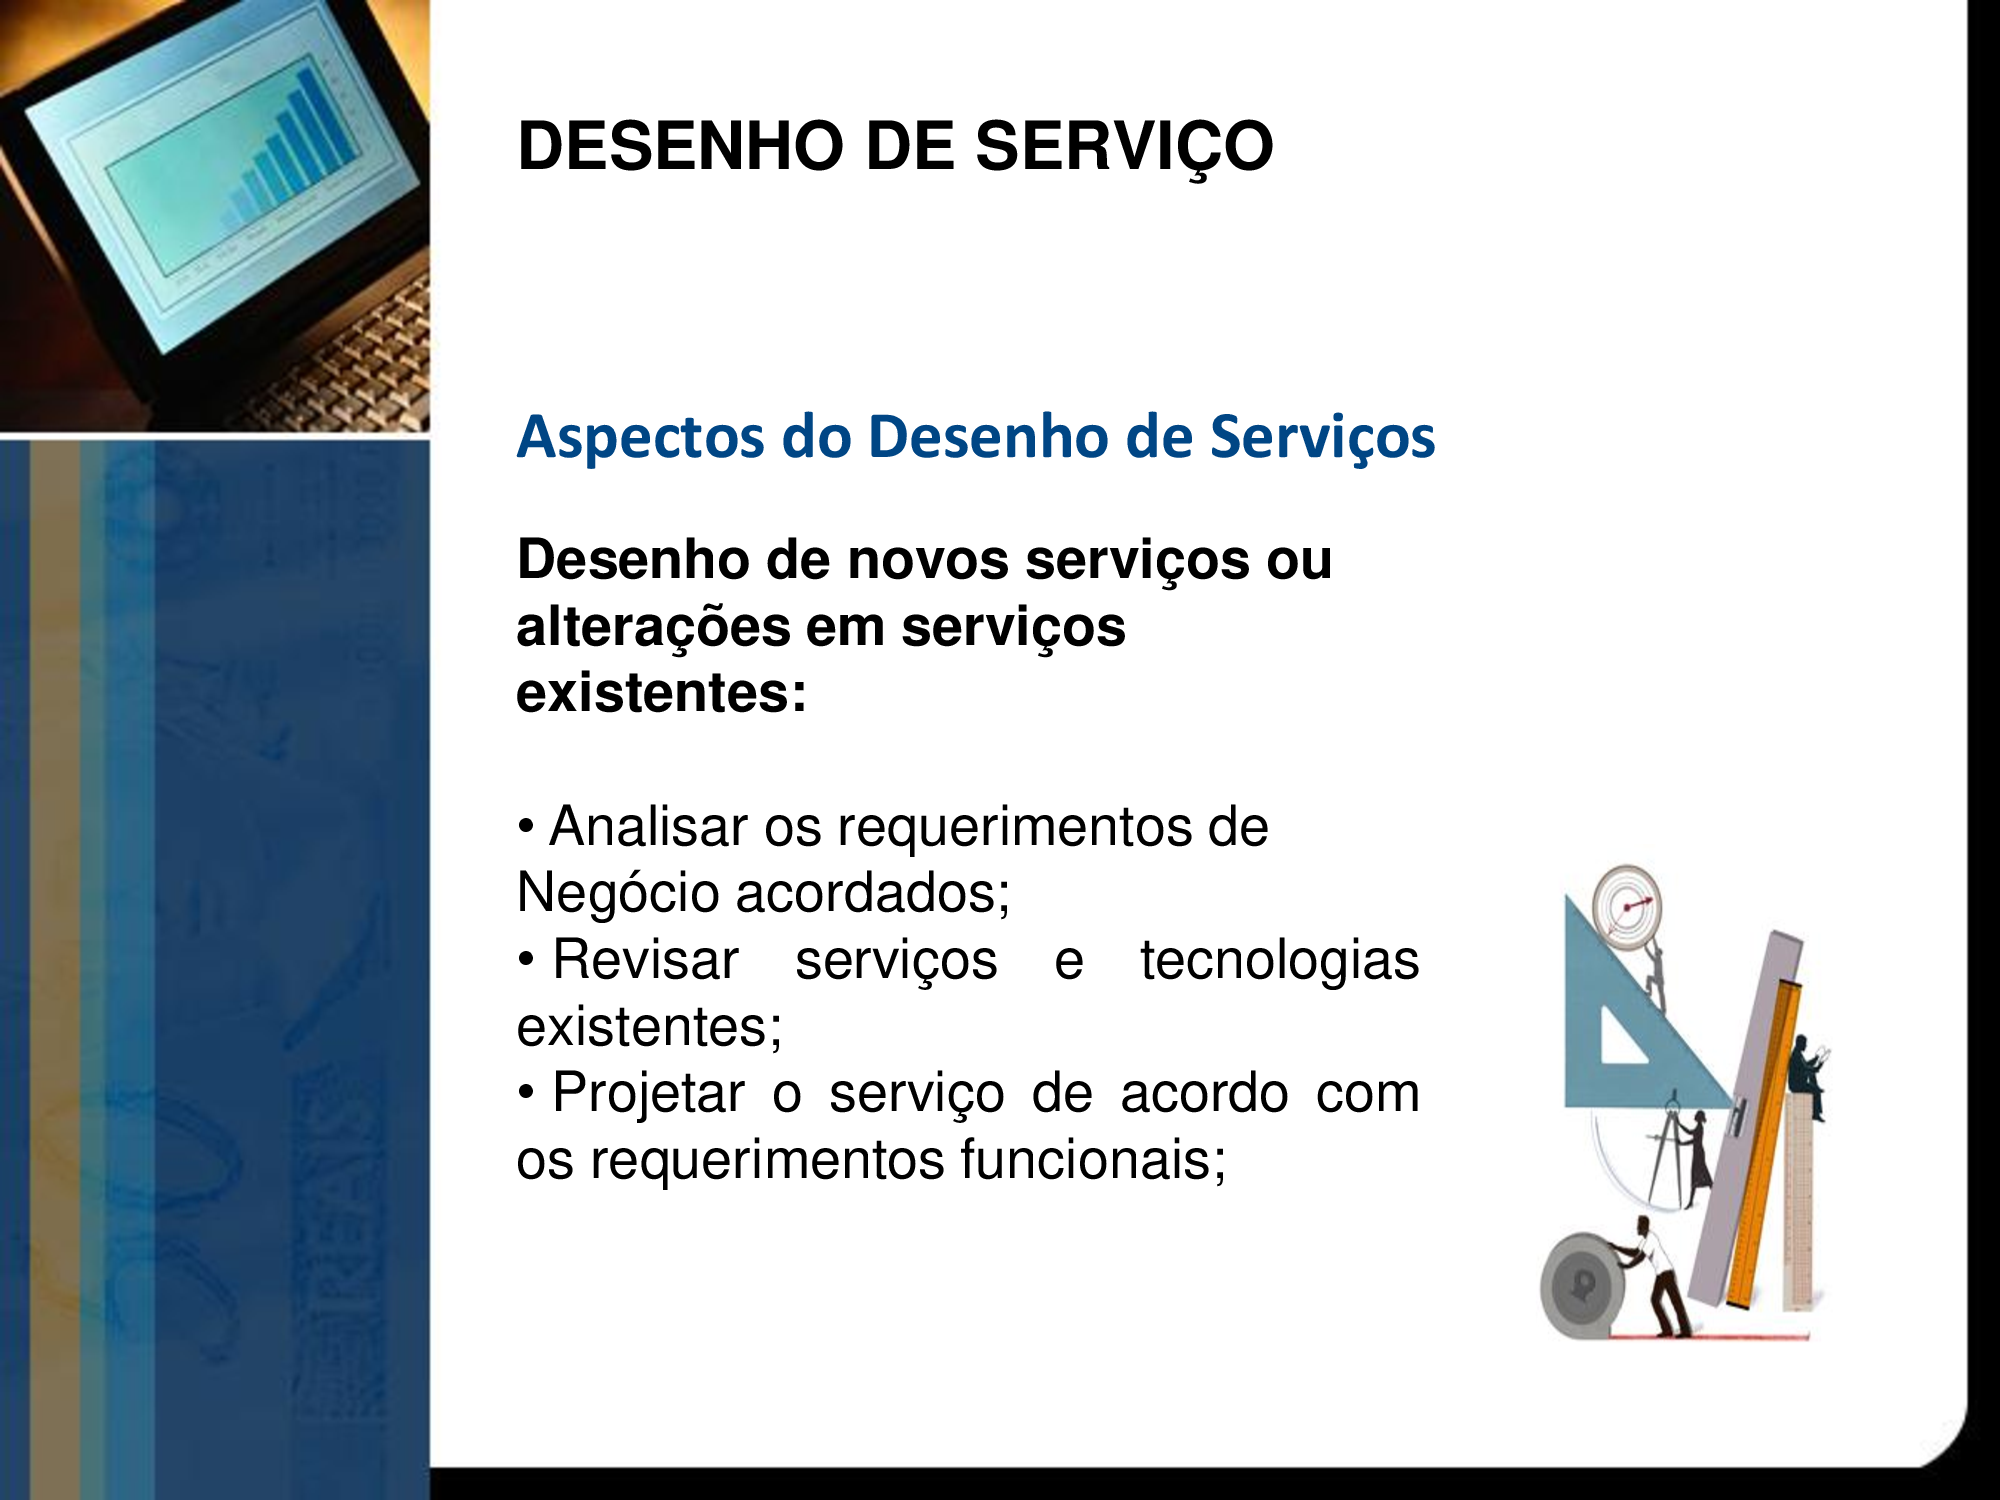 DESENHO DE SERVIÇO
Aspectos do Desenho de Serviços
Desenho de novos serviços ou
alterações em serviços
existentes:
• Analisar os requerimentos de
Negócio acordados;
• Revisar serviços e tecnologias
existentes;
• Projetar o serviço de acordo com
os requerimentos funcionais;
REAIS